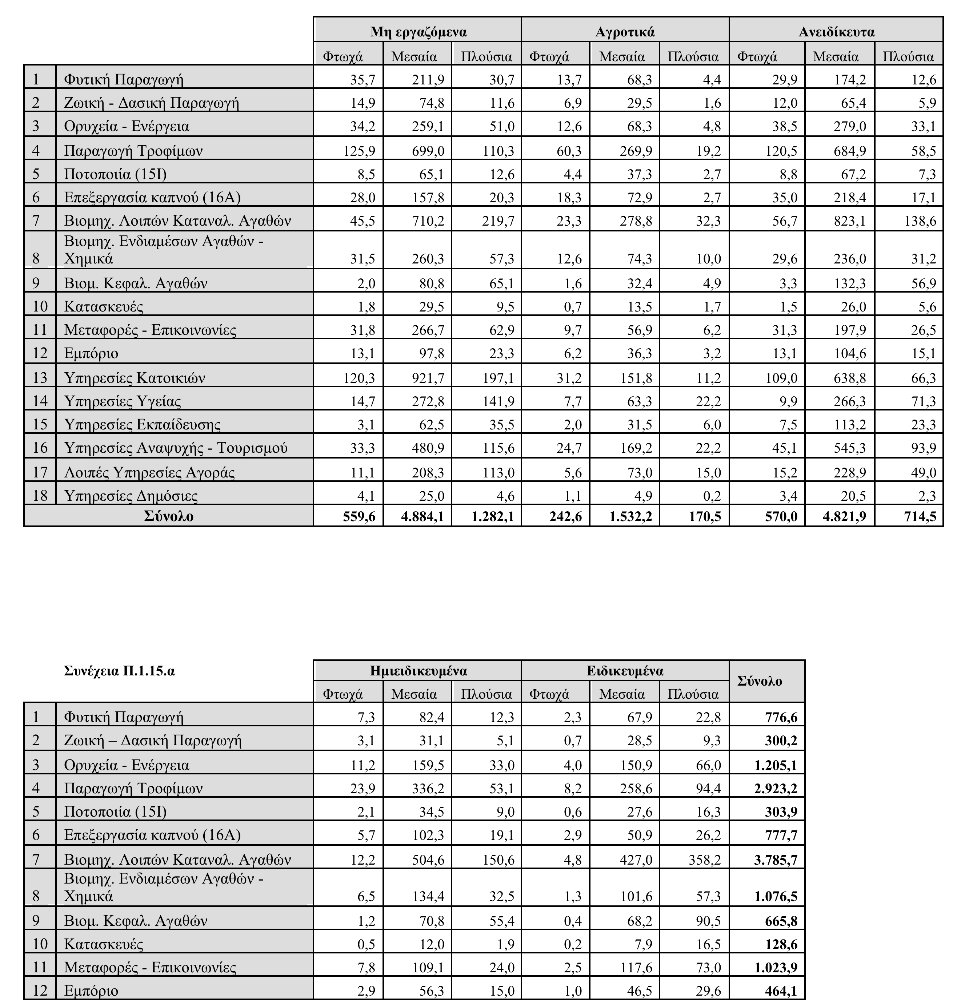 Μη εργαζόμενα Αγροτικά Ανειδίκευτα
Φτωχά Μεσαία Πλούσια Φτωχά Μεσαία Πλούσια Φτωχά Μεσαία Πλούσια
1 Φυτική Παραγωγή 35,7 211,9 30,7 13,7 68,3 4,4 29,9 174,2 12,6
2 Ζωική - Δασική Παραγωγή 14,9 74,8 11,6 6,9 29,5 1,6 12,0 65,4 5,9
3 Ορυχεία - Ενέργεια 34,2 259,1 51,0 12,6 68,3 4,8 38,5 279,0 33,1
4 Παραγωγή Τροφίμων 125,9 699,0 110,3 60,3 269,9 19,2 120,5 684,9 58,5
5 Ποτοποιία (15Ι) 8,5 65,1 12,6 4,4 37,3 2,7 8,8 67,2 7,3
6 Επεξεργασία καπνού (16Α) 28,0 157,8 20,3 18,3 72,9 2,7 35,0 218,4 17,1
7 Βιομηχ. Λοιπών Καταναλ. Αγαθών 45,5 710,2 219,7 23,3 278,8 32,3 56,7 823,1 138,6
Βιομηχ. Ενδιαμέσων Αγαθών -
8 Χημικά 31,5 260,3 57,3 12,6 74,3 10,0 29,6 236,0 31,2
9 Βιομ. Κεφαλ. Αγαθών 2,0 80,8 65,1 1,6 32,4 4,9 3,3 132,3 56,9
10 Κατασκευές 1,8 29,5 9,5 0,7 13,5 1,7 1,5 26,0 5,6
11 Μεταφορές - Επικοινωνίες 31,8 266,7 62,9 9,7 56,9 6,2 31,3 197,9 26,5
12 Εμπόριο 13,1 97,8 23,3 6,2 36,3 3,2 13,1 104,6 15,1
13 Υπηρεσίες Κατοικιών 120,3 921,7 197,1 31,2 151,8 11,2 109,0 638,8 66,3
14 Υπηρεσίες Υγείας 14,7 272,8 141,9 7,7 63,3 22,2 9,9 266,3 71,3
15 Υπηρεσίες Εκπαίδευσης 3,1 62,5 35,5 2,0 31,5 6,0 7,5 113,2 23,3
16 Υπηρεσίες Αναψυχής - Τουρισμού 33,3 480,9 115,6 24,7 169,2 22,2 45,1 545,3 93,9
17 Λοιπές Υπηρεσίες Αγοράς 11,1 208,3 113,0 5,6 73,0 15,0 15,2 228,9 49,0
18 Υπηρεσίες Δημόσιες 4,1 25,0 4,6 1,1 4,9 0,2 3,4 20,5 2,3
Σύνολο 559,6 4.884,1 1.282,1 242,6 1.532,2 170,5 570,0 4.821,9 714,5
Συνέχεια Π.1.15.α Ημιειδικευμένα Ειδικευμένα Σύνολο
Φτωχά Μεσαία Πλούσια Φτωχά Μεσαία Πλούσια
1 Φυτική Παραγωγή 7,3 82,4 12,3 2,3 67,9 22,8 776,6
2 Ζωική – Δασική Παραγωγή 3,1 31,1 5,1 0,7 28,5 9,3 300,2
3 Ορυχεία - Ενέργεια 11,2 159,5 33,0 4,0 150,9 66,0 1.205,1
4 Παραγωγή Τροφίμων 23,9 336,2 53,1 8,2 258,6 94,4 2.923,2
5 Ποτοποιία (15Ι) 2,1 34,5 9,0 0,6 27,6 16,3 303,9
6 Επεξεργασία καπνού (16Α) 5,7 102,3 19,1 2,9 50,9 26,2 777,7
7 Βιομηχ. Λοιπών Καταναλ. Αγαθών 12,2 504,6 150,6 4,8 427,0 358,2 3.785,7
Βιομηχ. Ενδιαμέσων Αγαθών -
8 Χημικά 6,5 134,4 32,5 1,3 101,6 57,3 1.076,5
9 Βιομ. Κεφαλ. Αγαθών 1,2 70,8 55,4 0,4 68,2 90,5 665,8
10 Κατασκευές 0,5 12,0 1,9 0,2 7,9 16,5 128,6
11 Μεταφορές - Επικοινωνίες 7,8 109,1 24,0 2,5 117,6 73,0 1.023,9
12 Εμπόριο 2,9 56,3 15,0 1,0 46,5 29,6 464,1